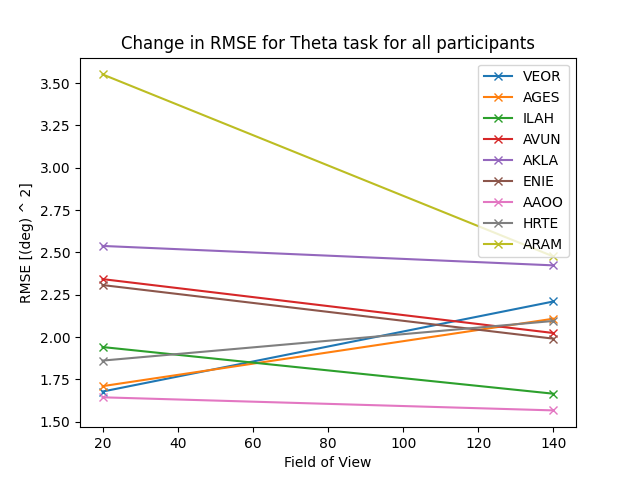 Change in RMSE for Theta task for all participants
RMSE [(deg) ^ 2]
3.50
3.25
3.00
2.75
2.50
2.25
2.00
1.75
1.50
VEOR
AGES
ILAH
AVUN
AKLA
ENIE
AAOO
HRTE
ARAM
20 40 60 80 100 120 140
Field of View